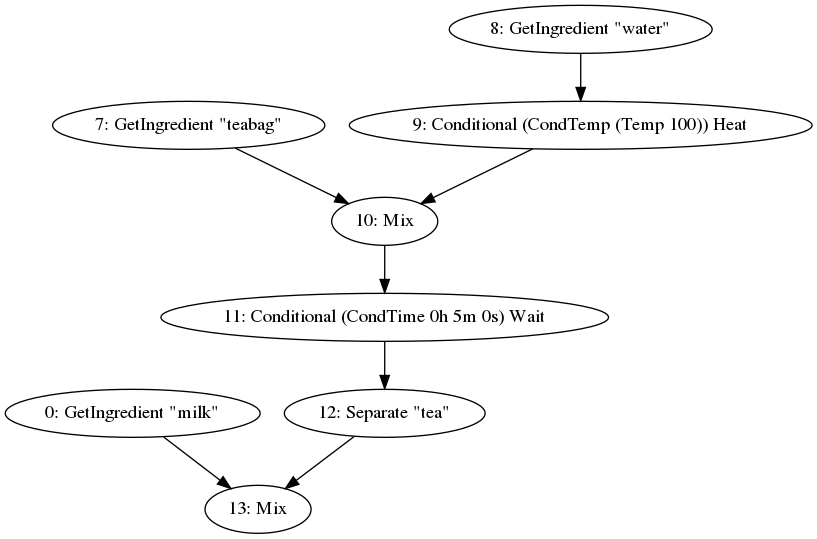 8: GetIngredient "water"
7: GetIngredient "teabag"
9: Conditional (CondTemp (Temp 100)) Heat
10: Mix
11: Conditional (CondTime 0h 5m 0s) Wait
0: GetIngredient "milk"
12: Separate "tea"
13: Mix